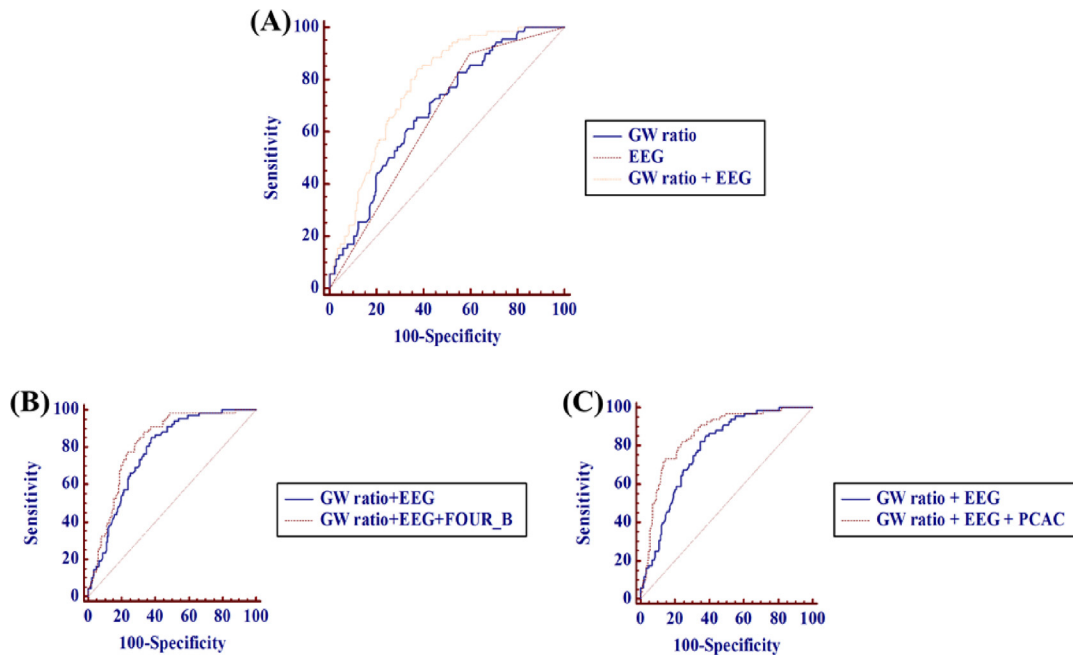 (A)
100
80
60
40
20
0
Sensitivity
0 20 40 60 80 100
100-Specificity
GW ratio
EEG
GW ratio + EEG
(B)
100
80
60
40
20
0
Sensitivity
0 20 40 60 80 100
100-Specificity
GW ratio+EEG
GW ratio+EEG+FOUR_B
(C)
100
80
60
40
20
0
Sensitivity
0 20 40 60 80 100
100-Specificity
GW ratio + EEG
GW ratio + EEG + PCAC